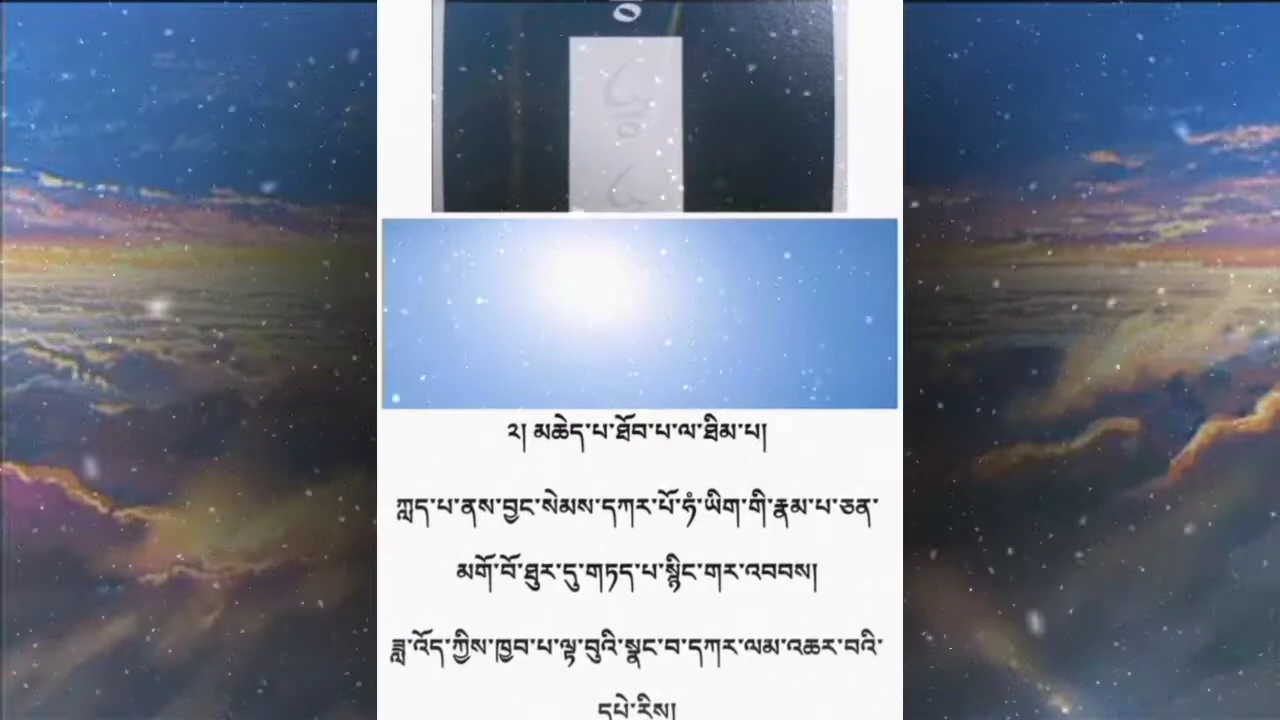 ༢། མཆེད་པ་ཐོབ་པ་ལ་ཐིམ་པ།
ཀླད་པ་ནས་བྱང་སེམས་དཀར་པོ་ཧཾ་ཡིག་གི་རྣམ་པ་ཅན་
མགོ་བོ་ཐུར་དུ་གཏད་པ་སྙིང་གར་འབབས།
ཟླ་འོད་ཀྱིས་ཁྱབ་པ་ལྟ་བུའི་སྣང་བ་དཀར་ལམ་འཆར་བའི་
དཔེ་རིས།